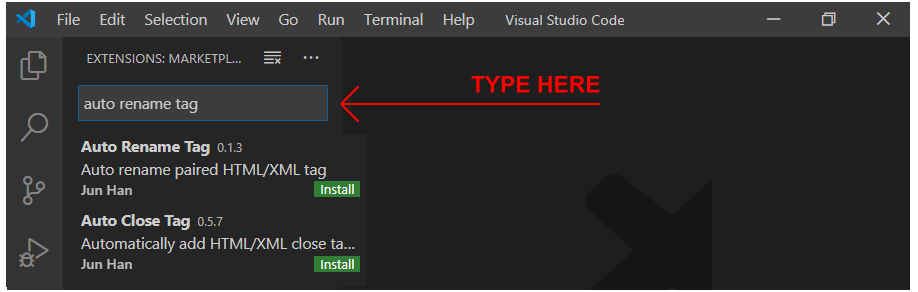 File Edit Selection View Go Run Terminal Help Visual Studio Code
EXTENSIONS: MARKETPL...
TYPE HERE
auto rename tag
Auto Rename Tag 0.1.3
Auto rename paired HTML/XML tag
Jun Han Install
Auto Close Tag 0.5.7
Automatically add HTML/XML close ta...
Jun Han Install